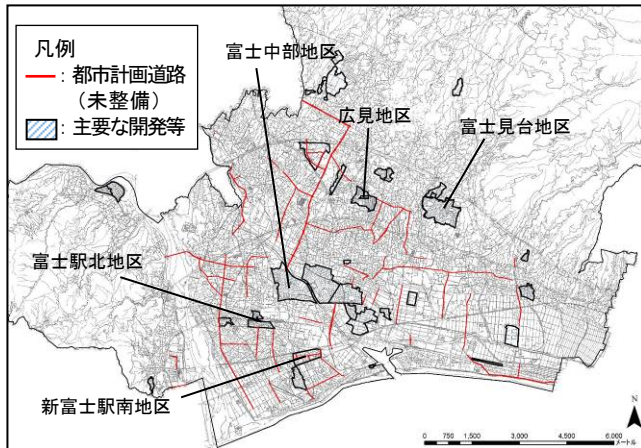 凡例
：都市計画道路
（未整備）
：主要な開発等
富士中部地区
広見地区
富士見台地区
富士駅北地区
新富士駅南地区
N
0 750 1,500 3,000 4,500 6,000
メートル